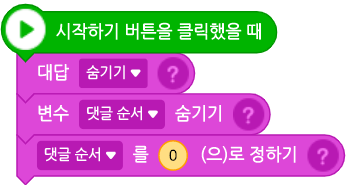 시작하기 버튼을 클릭했을 때
대답 숨기기 ?
변수 댓글 순서 숨기기 ?
댓글 순서 를 0 (으)로 정하기 ?